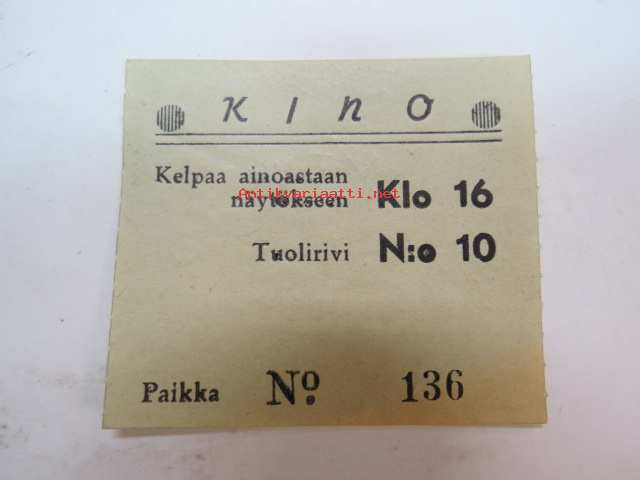 KINO
Kelpaa ainoastaan
näytökseen Klo 16
Antikvariaatti.net
Tuolirivi N:o 10
Paikka No. 136